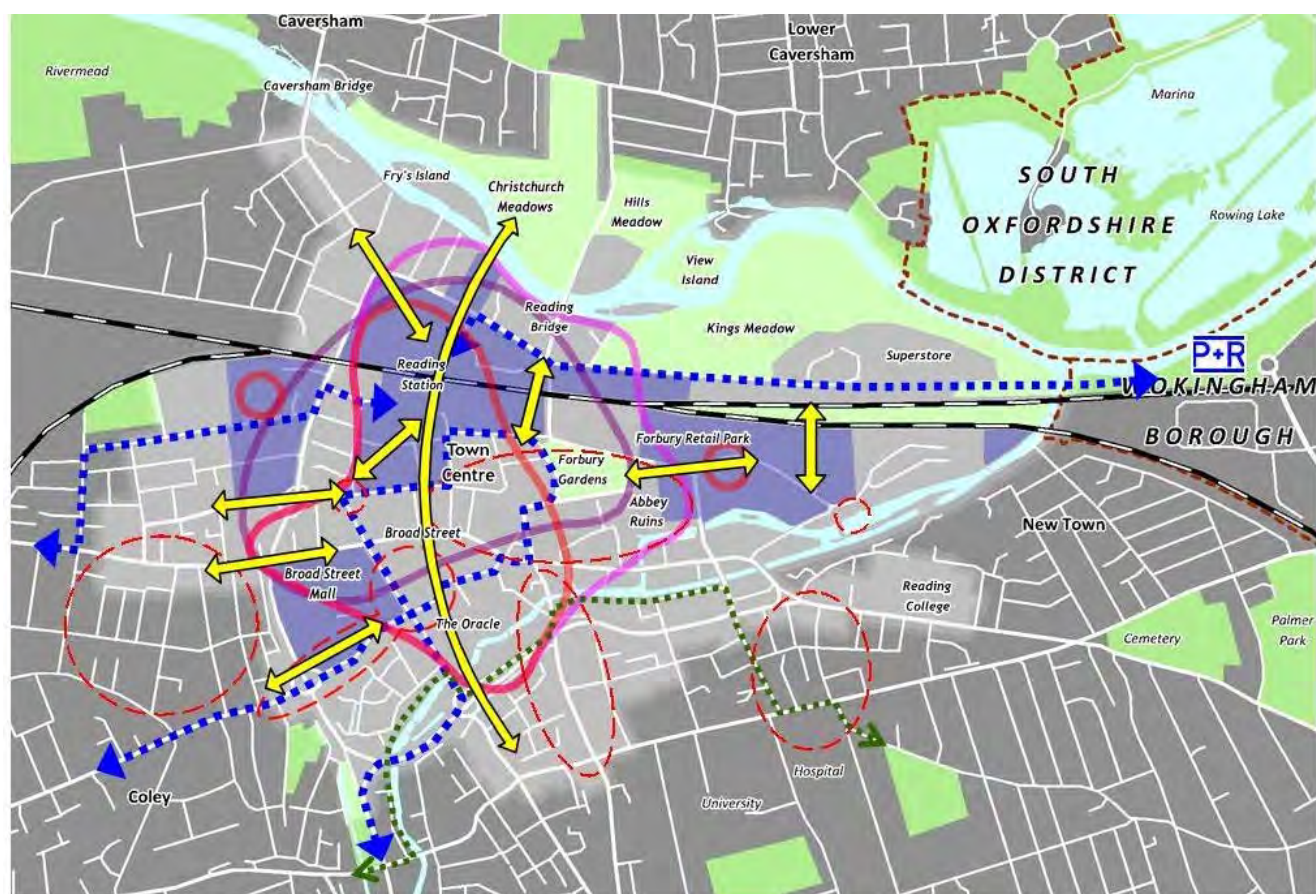 Caversham
Lower
Caversham
Rivermead
Caversham Bridge
Marina
Fry's Island
Christchurch
Meadows
Hills
Meadow
SOUTH
OXFORDSHIRE
DISTRICT
Rowing Lake
View
Island
Reading
Bridge
Kings Meadow
Superstore
P+R
Reading
Station
WOKINGHAM
BOROUGH
Town
Centre
Forbury Retail Park
Forbury
Gardens
Abbey
Ruins
New Town
Broad Street
Broad Street
Mall
Reading
College
The Oracle
Cemetery
Palmer
Park
Hospital
Coley
University